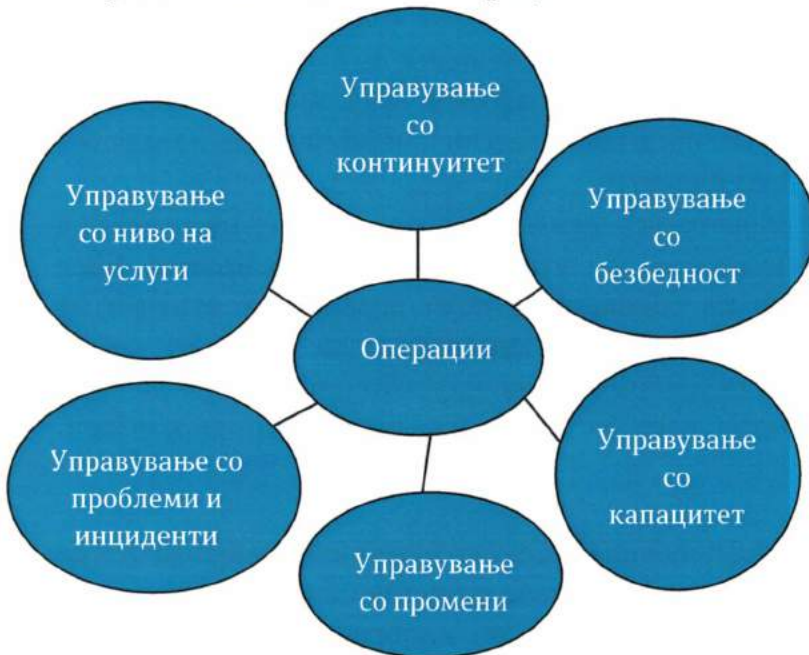 Управување
со
континуитет
Управување
со ниво на
услуги
Управување
со
безбедност
Операции
Управување со
проблеми и
инциденти
Управување
со
капацитет
Управување
со промени